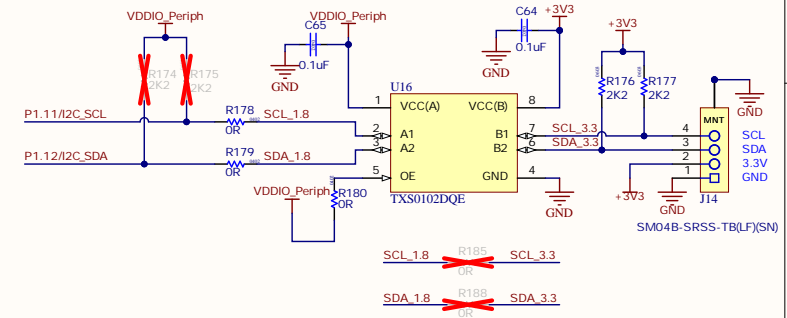 VDDIO_Periph
VDDIO_Periph
C65
0.1uF
GND
C64
+3V3
0.1uF
GND
+3V3
R174
2K2
R175
2K2
R176
2K2
R177
2K2
GND
U16
1 VCC(A) VCC(B) 8
P1.11/I2C_SCL
R178
0R
SCL_1.8
2 A1 B1 7
SCL_3.3
P1.12/I2C_SDA
R179
0R
SDA_1.8
3 A2 B2 6
SDA_3.3
5 OE GND 4
TXS0102DQE
VDDIO_Periph
R180
0R
GND
MNT
4 SCL
3 SDA
2 3.3V
1 GND
+3V3
GND
J14
SM04B-SRSS-TB(LF)(SN)
SCL_1.8 R185 SCL_3.3
0R
SDA_1.8 R188 SDA_3.3
0R